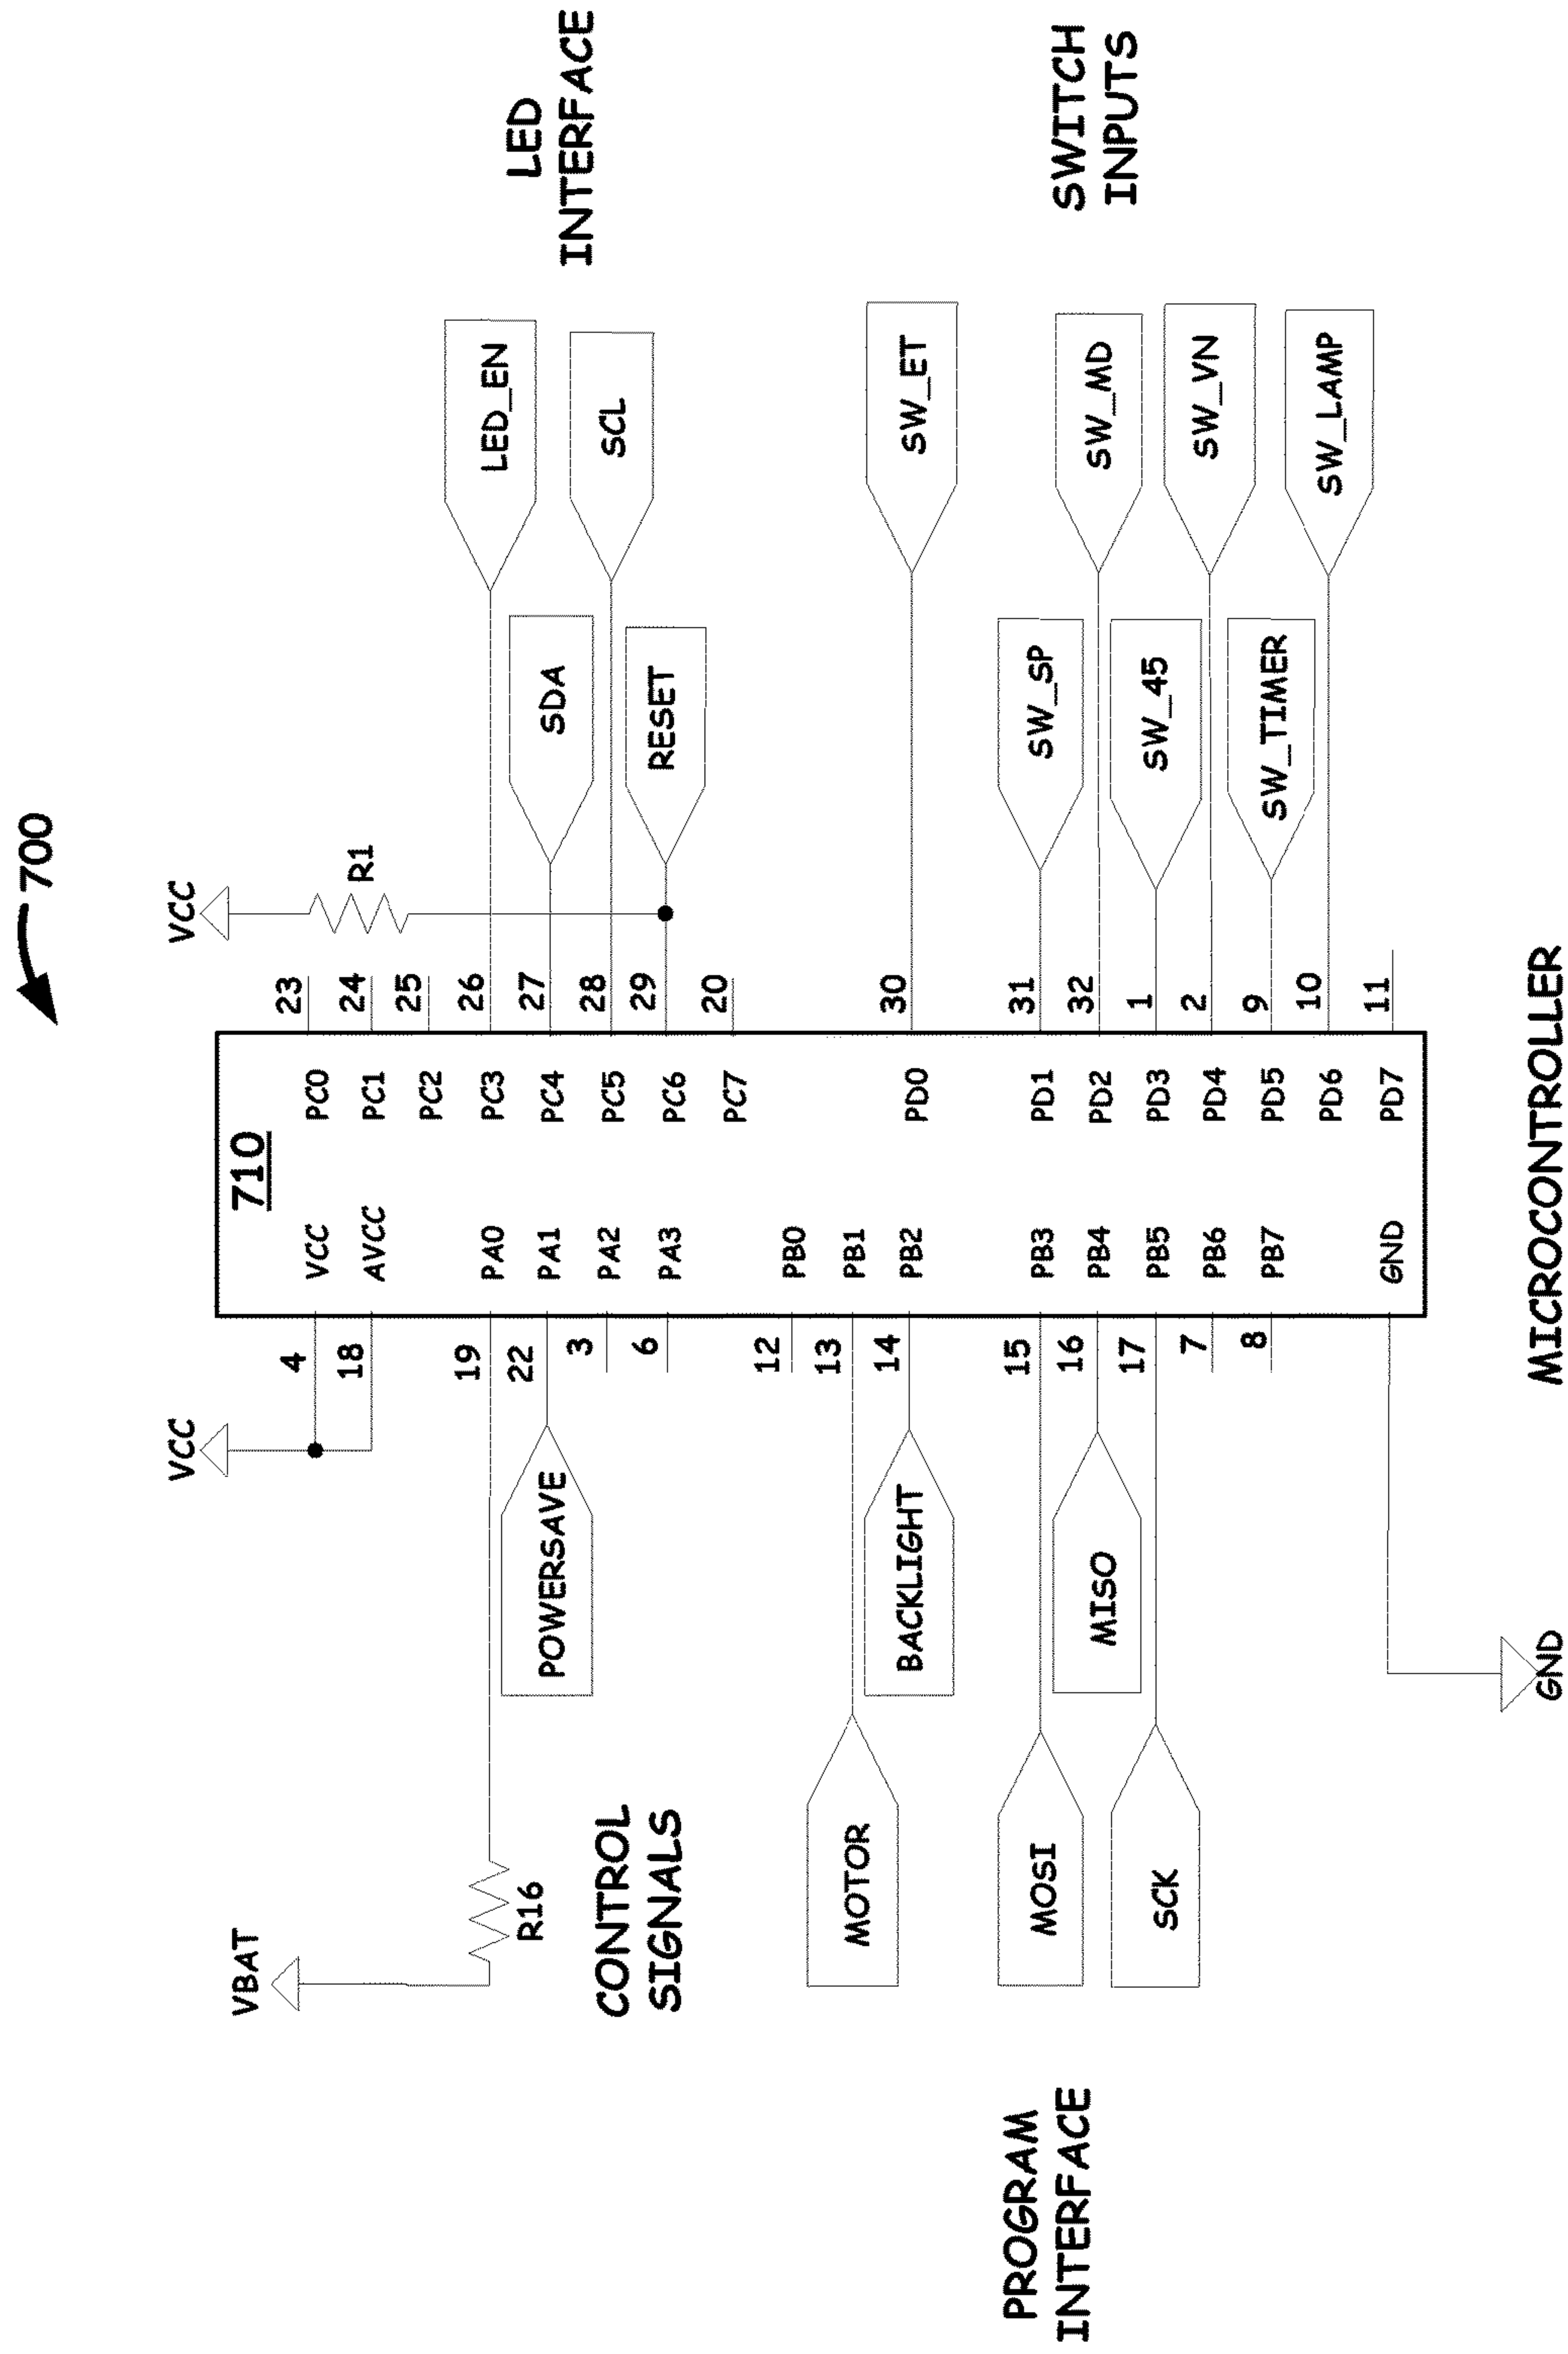 700
VCC
VCC
R1
VBAT
710
4
VCC
PC0
23
18
AVCC
PC1
24
PC2
25
19
PA0
PC3
26
LED_EN
LED
INTERFACE
R16
22
PA1
PC4
27
SDA
POWERSAVE
3
PA2
PC5
28
SCL
CONTROL
SIGNALS
6
PA3
PC6
29
RESET
PC7
20
12
PB0
13
PB1
MOTOR
14
PB2
PD0
30
SW_ET
BACKLIGHT
15
PB3
PD1
31
SW_SP
MOSI
PROGRAM
INTERFACE
16
PB4
PD2
32
SW_MD
SWITCH
INPUTS
MISO
17
PB5
PD3
1
SW_45
SCK
7
PB6
PD4
2
SW_VN
8
PB7
PD5
9
SW_TIMER
PD6
10
SW_LAMP
GND
PD7
11
GND
MICROCONTROLLER